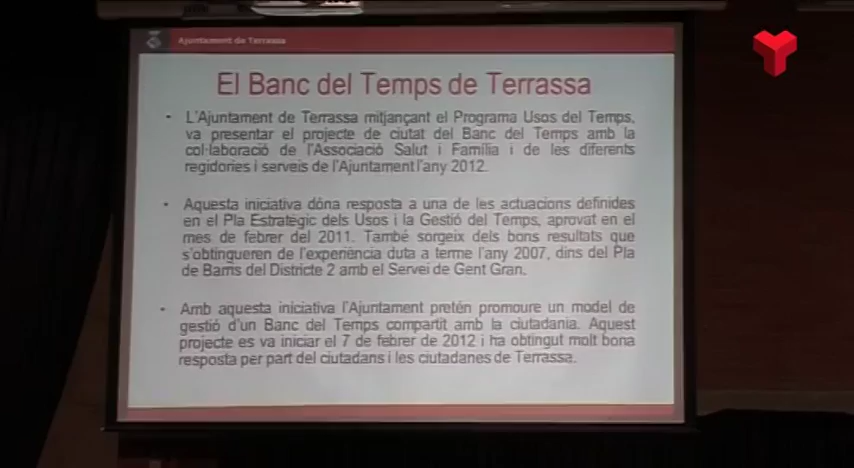 Ajuntament de Terrassa
El Banc del Temps de Terrassa
• L'Ajuntament de Terrassa mitjançant el Programa Usos del Temps,
va presentar el projecte de ciutat del Banc del Temps amb la
col·laboració de l'Associació Salut i Família i de les diferents
regidories i serveis de l'Ajuntament l'any 2012.
• Aquesta iniciativa dóna resposta a una de les actuacions definides
en el Pla Estratègic dels Usos i la Gestió del Temps, aprovat en el
mes de febrer del 2011. També sorgeix dels bons resultats que
s'obtingueren de l'experiència duta a terme l'any 2007, dins del Pla
de Barris del Districte 2 amb el Servei de Gent Gran.
• Amb aquesta iniciativa l'Ajuntament pretén promoure un model de
gestió d'un Banc del Temps compartit amb la ciutadania. Aquest
projecte es va iniciar el 7 de febrer de 2012 i ha obtingut molt bona
resposta per part del ciutadans i les ciutadanes de Terrassa.